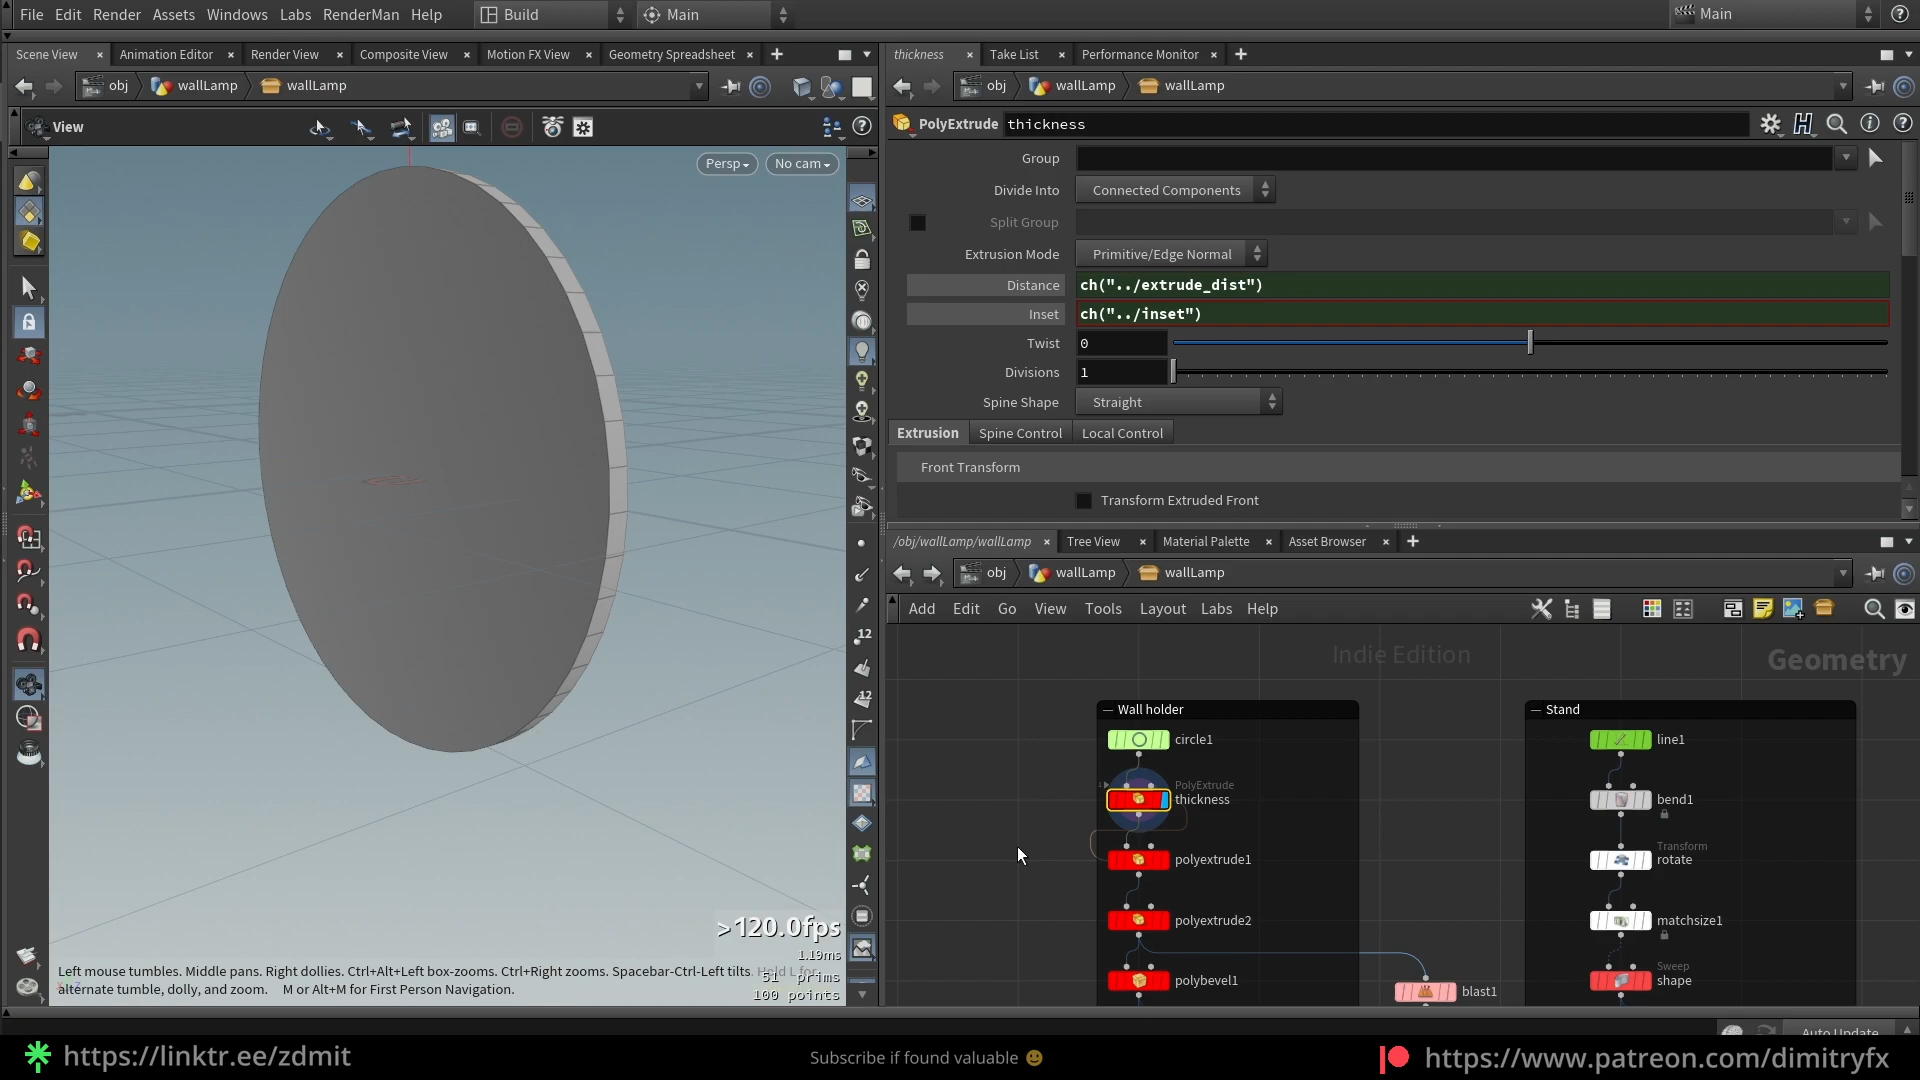 File Edit Render Assets Windows Labs RenderMan Help Build Main Main
Scene View Animation Editor Render View Composite View Motion FX View Geometry Spreadsheet
obj wallLamp wallLamp
View
Persp No cam
12
12
>120.0fps
1.19ms
Left mouse tumbles. Middle pans. Right dollies. Ctrl+Alt+Left box-zooms. Ctrl+Right zooms. Spacebar-Ctrl-Left tilts. Hold L for
alternate tumble, dolly, and zoom. M or Alt+M for First Person Navigation.
51 prims
100 points
thickness Take List Performance Monitor
obj wallLamp wallLamp
PolyExtrude thickness
Group
Divide Into Connected Components
Split Group
Extrusion Mode Primitive/Edge Normal
Distance ch("../extrude_dist")
Inset ch("../inset")
Twist 0
Divisions 1
Spine Shape Straight
Extrusion Spine Control Local Control
Front Transform
Transform Extruded Front
/obj/wallLamp/wallLamp Tree View Material Palette Asset Browser
obj wallLamp wallLamp
Add Edit Go View Tools Layout Labs Help
Indie Edition
Geometry
Wall holder
circle1
PolyExtrude
thickness
polyextrude1
polyextrude2
polybevel1
blast1
Stand
line1
bend1
Transform
rotate
matchsize1
Sweep
shape
Auto Update
https://linktr.ee/zdmit
Subscribe if found valuable 🙂
https://www.patreon.com/dimitryfx